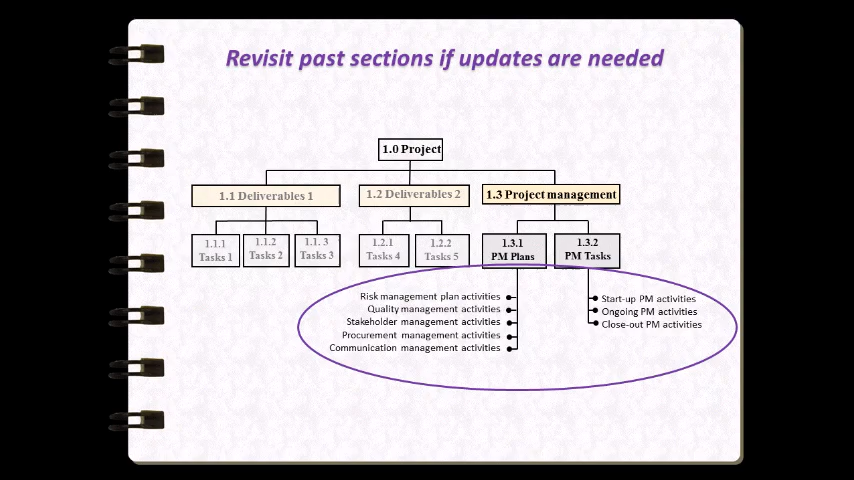 Revisit past sections if updates are needed
1.0 Project
1.1 Deliverables 1
1.2 Deliverables 2
1.3 Project management
1.1.1
Tasks 1
1.1.2
Tasks 2
1.1. 3
Tasks 3
1.2.1
Tasks 4
1.2.2
Tasks 5
1.3.1
PM Plans
1.3.2
PM Tasks
Risk management plan activities
Quality management activities
Stakeholder management activities
Procurement management activities
Communication management activities
Start-up PM activities
Ongoing PM activities
Close-out PM activities